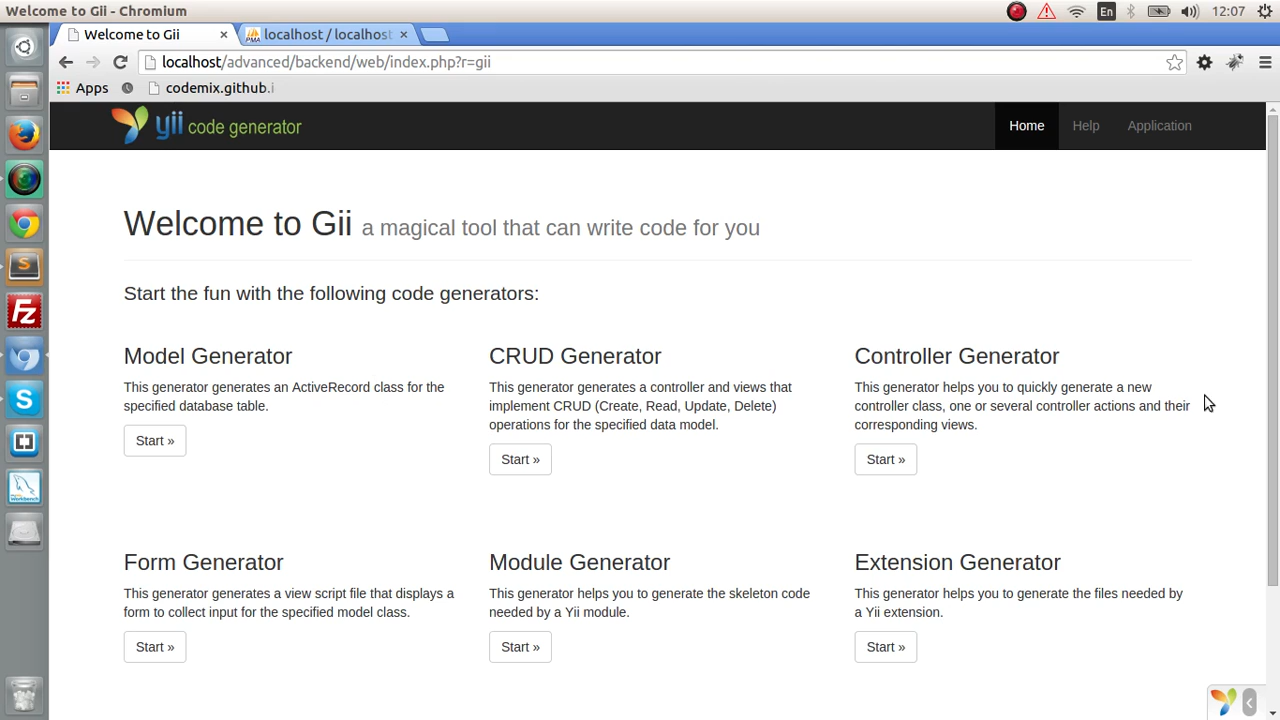 Welcome to Gii - Chromium
En
12:07
Welcome to Gii
PMA
localhost / localhost
localhost/advanced/backend/web/index.php?r=gii
Apps
codemix.github.i
yii code generator
Home
Help
Application
Welcome to Gii a magical tool that can write code for you
Start the fun with the following code generators:
Model Generator
This generator generates an ActiveRecord class for the
specified database table.
Start »
CRUD Generator
This generator generates a controller and views that
implement CRUD (Create, Read, Update, Delete)
operations for the specified data model.
Start »
Controller Generator
This generator helps you to quickly generate a new
controller class, one or several controller actions and their
corresponding views.
Start »
Form Generator
This generator generates a view script file that displays a
form to collect input for the specified model class.
Start »
Module Generator
This generator helps you to generate the skeleton code
needed by a Yii module.
Start »
Extension Generator
This generator helps you to generate the files needed by
a Yii extension.
Start »
Fz
S
S